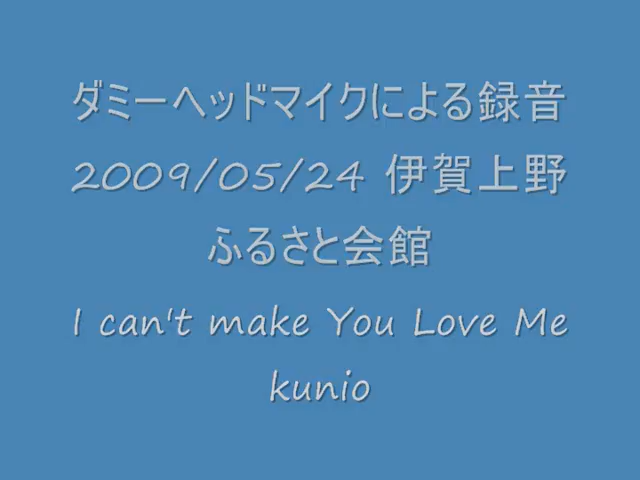 ダミーヘッドマイクによる録音
2009/05/24 伊賀上野
ふるさと会館
I can't make You Love Me
kunio